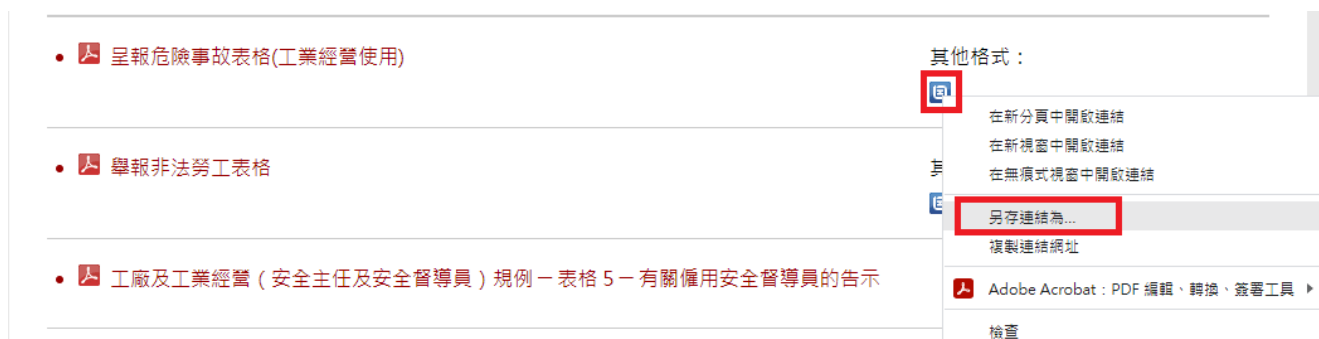 呈報危險事故表格(工業經營使用)
其他格式：
在新分頁中開啟連結
在新視窗中開啟連結
在無痕式視窗中開啟連結
舉報非法勞工表格
其
另存連結為...
複製連結網址
工廠及工業經營（安全主任及安全督導員）規例 － 表格 5 － 有關僱用安全督導員的告示
Adobe Acrobat：PDF 編輯、轉換、簽署工具
檢查